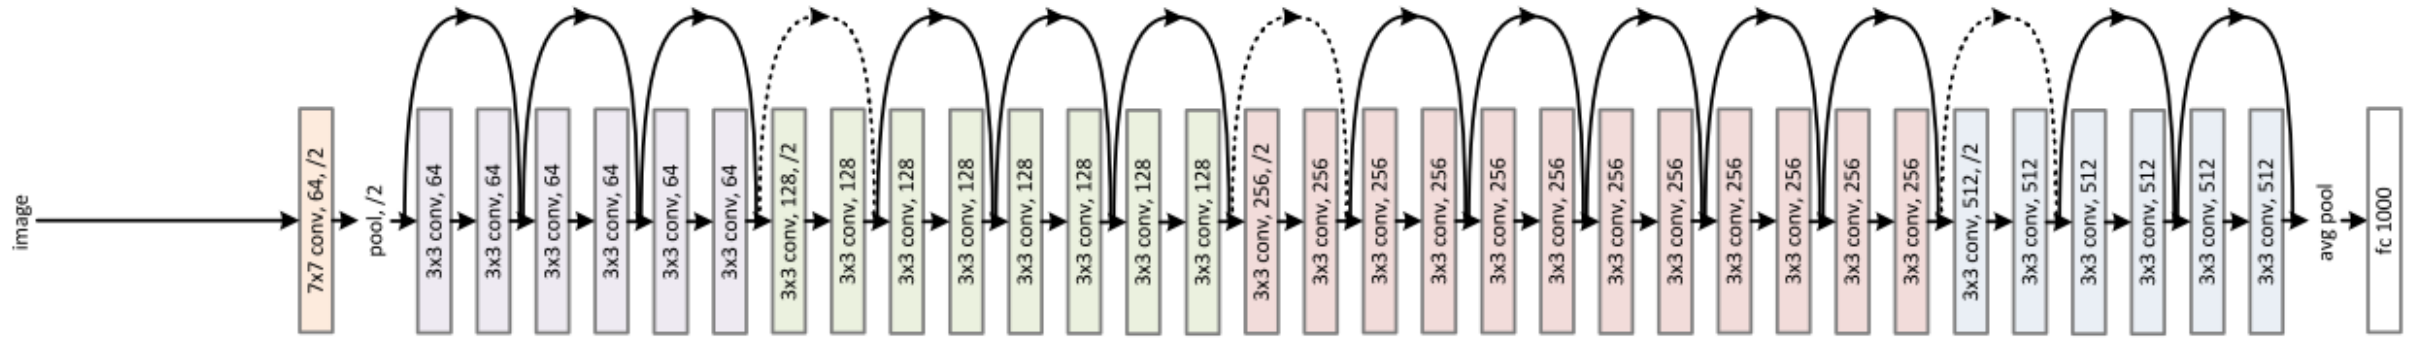 image
7x7 conv, 64, /2
pool, /2
3x3 conv, 64
3x3 conv, 64
3x3 conv, 64
3x3 conv, 64
3x3 conv, 64
3x3 conv, 64
3x3 conv, 128, /2
3x3 conv, 128
3x3 conv, 128
3x3 conv, 128
3x3 conv, 128
3x3 conv, 128
3x3 conv, 128
3x3 conv, 128
3x3 conv, 256, /2
3x3 conv, 256
3x3 conv, 256
3x3 conv, 256
3x3 conv, 256
3x3 conv, 256
3x3 conv, 256
3x3 conv, 256
3x3 conv, 256
3x3 conv, 256
3x3 conv, 256
3x3 conv, 256
3x3 conv, 512, /2
3x3 conv, 512
3x3 conv, 512
3x3 conv, 512
3x3 conv, 512
3x3 conv, 512
avg pool
fc 1000